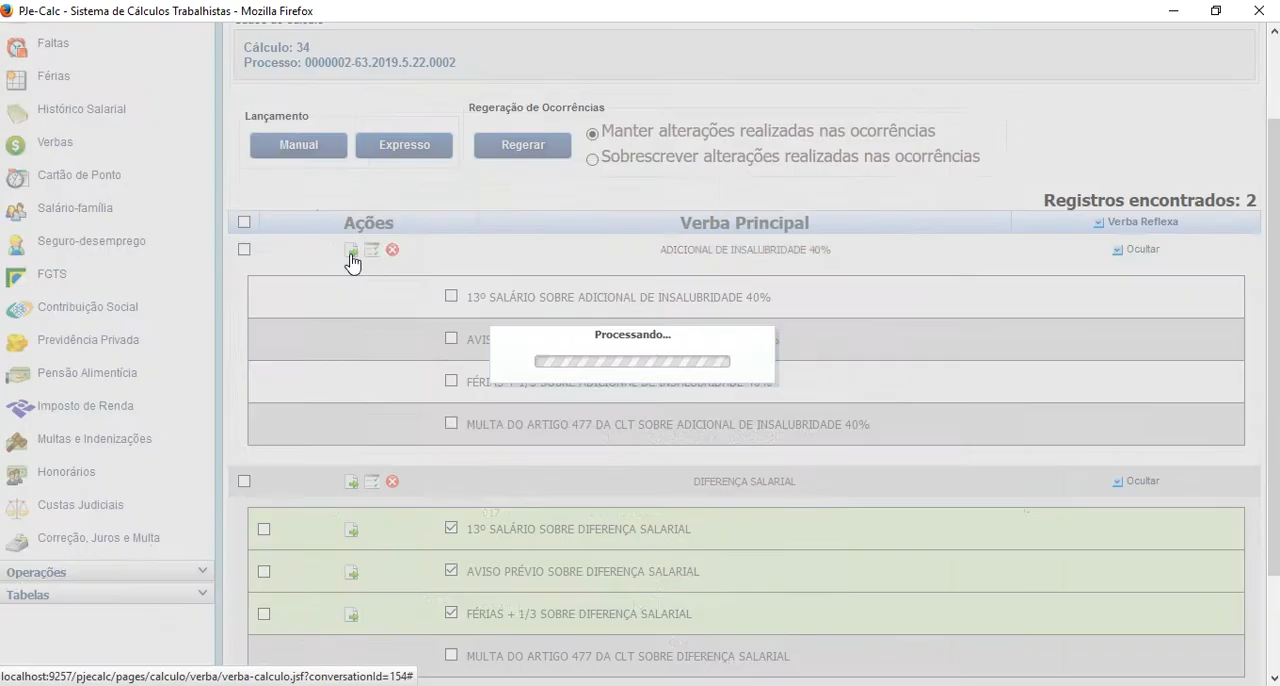 PJe-Calc - Sistema de Cálculos Trabalhistas - Mozilla Firefox
Faltas
Férias
Histórico Salarial
Verbas
Cartão de Ponto
Salário-família
Seguro-desemprego
FGTS
Contribuição Social
Previdência Privada
Pensão Alimentícia
Imposto de Renda
Multas e Indenizações
Honorários
Custas Judiciais
Correção, Juros e Multa
Operações
Tabelas
Cálculo: 34
Processo: 0000002-63.2019.5.22.0002
Lançamento
Manual Expresso
Regeração de Ocorrências
Regerar
Manter alterações realizadas nas ocorrências
Sobrescrever alterações realizadas nas ocorrências
Registros encontrados: 2
Ações Verba Principal Verba Reflexa
ADICIONAL DE INSALUBRIDADE 40% Ocultar
13º SALÁRIO SOBRE ADICIONAL DE INSALUBRIDADE 40%
Processando...
MULTA DO ARTIGO 477 DA CLT SOBRE ADICIONAL DE INSALUBRIDADE 40%
DIFERENÇA SALARIAL Ocultar
13º SALÁRIO SOBRE DIFERENÇA SALARIAL
AVISO PRÉVIO SOBRE DIFERENÇA SALARIAL
FÉRIAS + 1/3 SOBRE DIFERENÇA SALARIAL
MULTA DO ARTIGO 477 DA CLT SOBRE DIFERENÇA SALARIAL
localhost:9257/pjecalc/pages/calculo/verba/verba-calculo.jsf?conversationId=154#